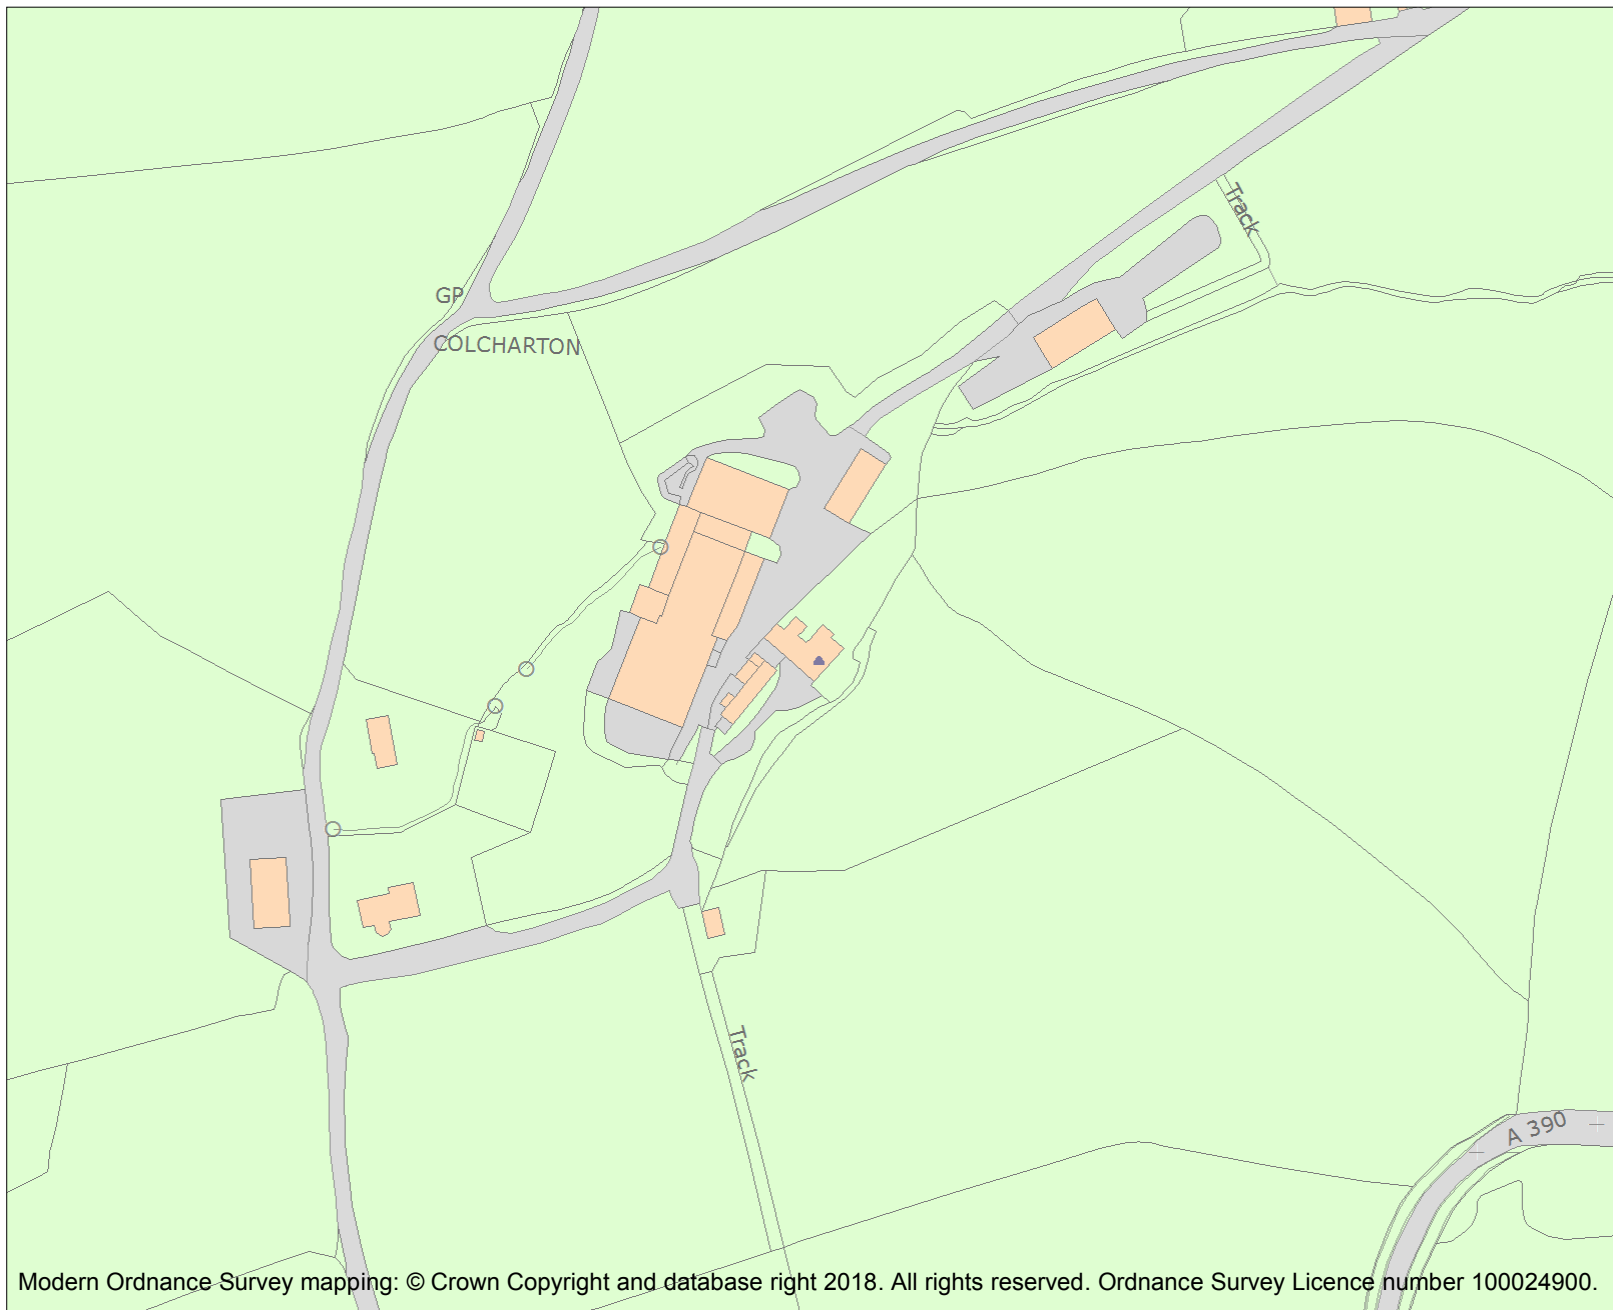 Track
GP
COLCHARTON
Track
A 390
Modern Ordnance Survey mapping: © Crown Copyright and database right 2018. All rights reserved. Ordnance Survey Licence number 100024900.